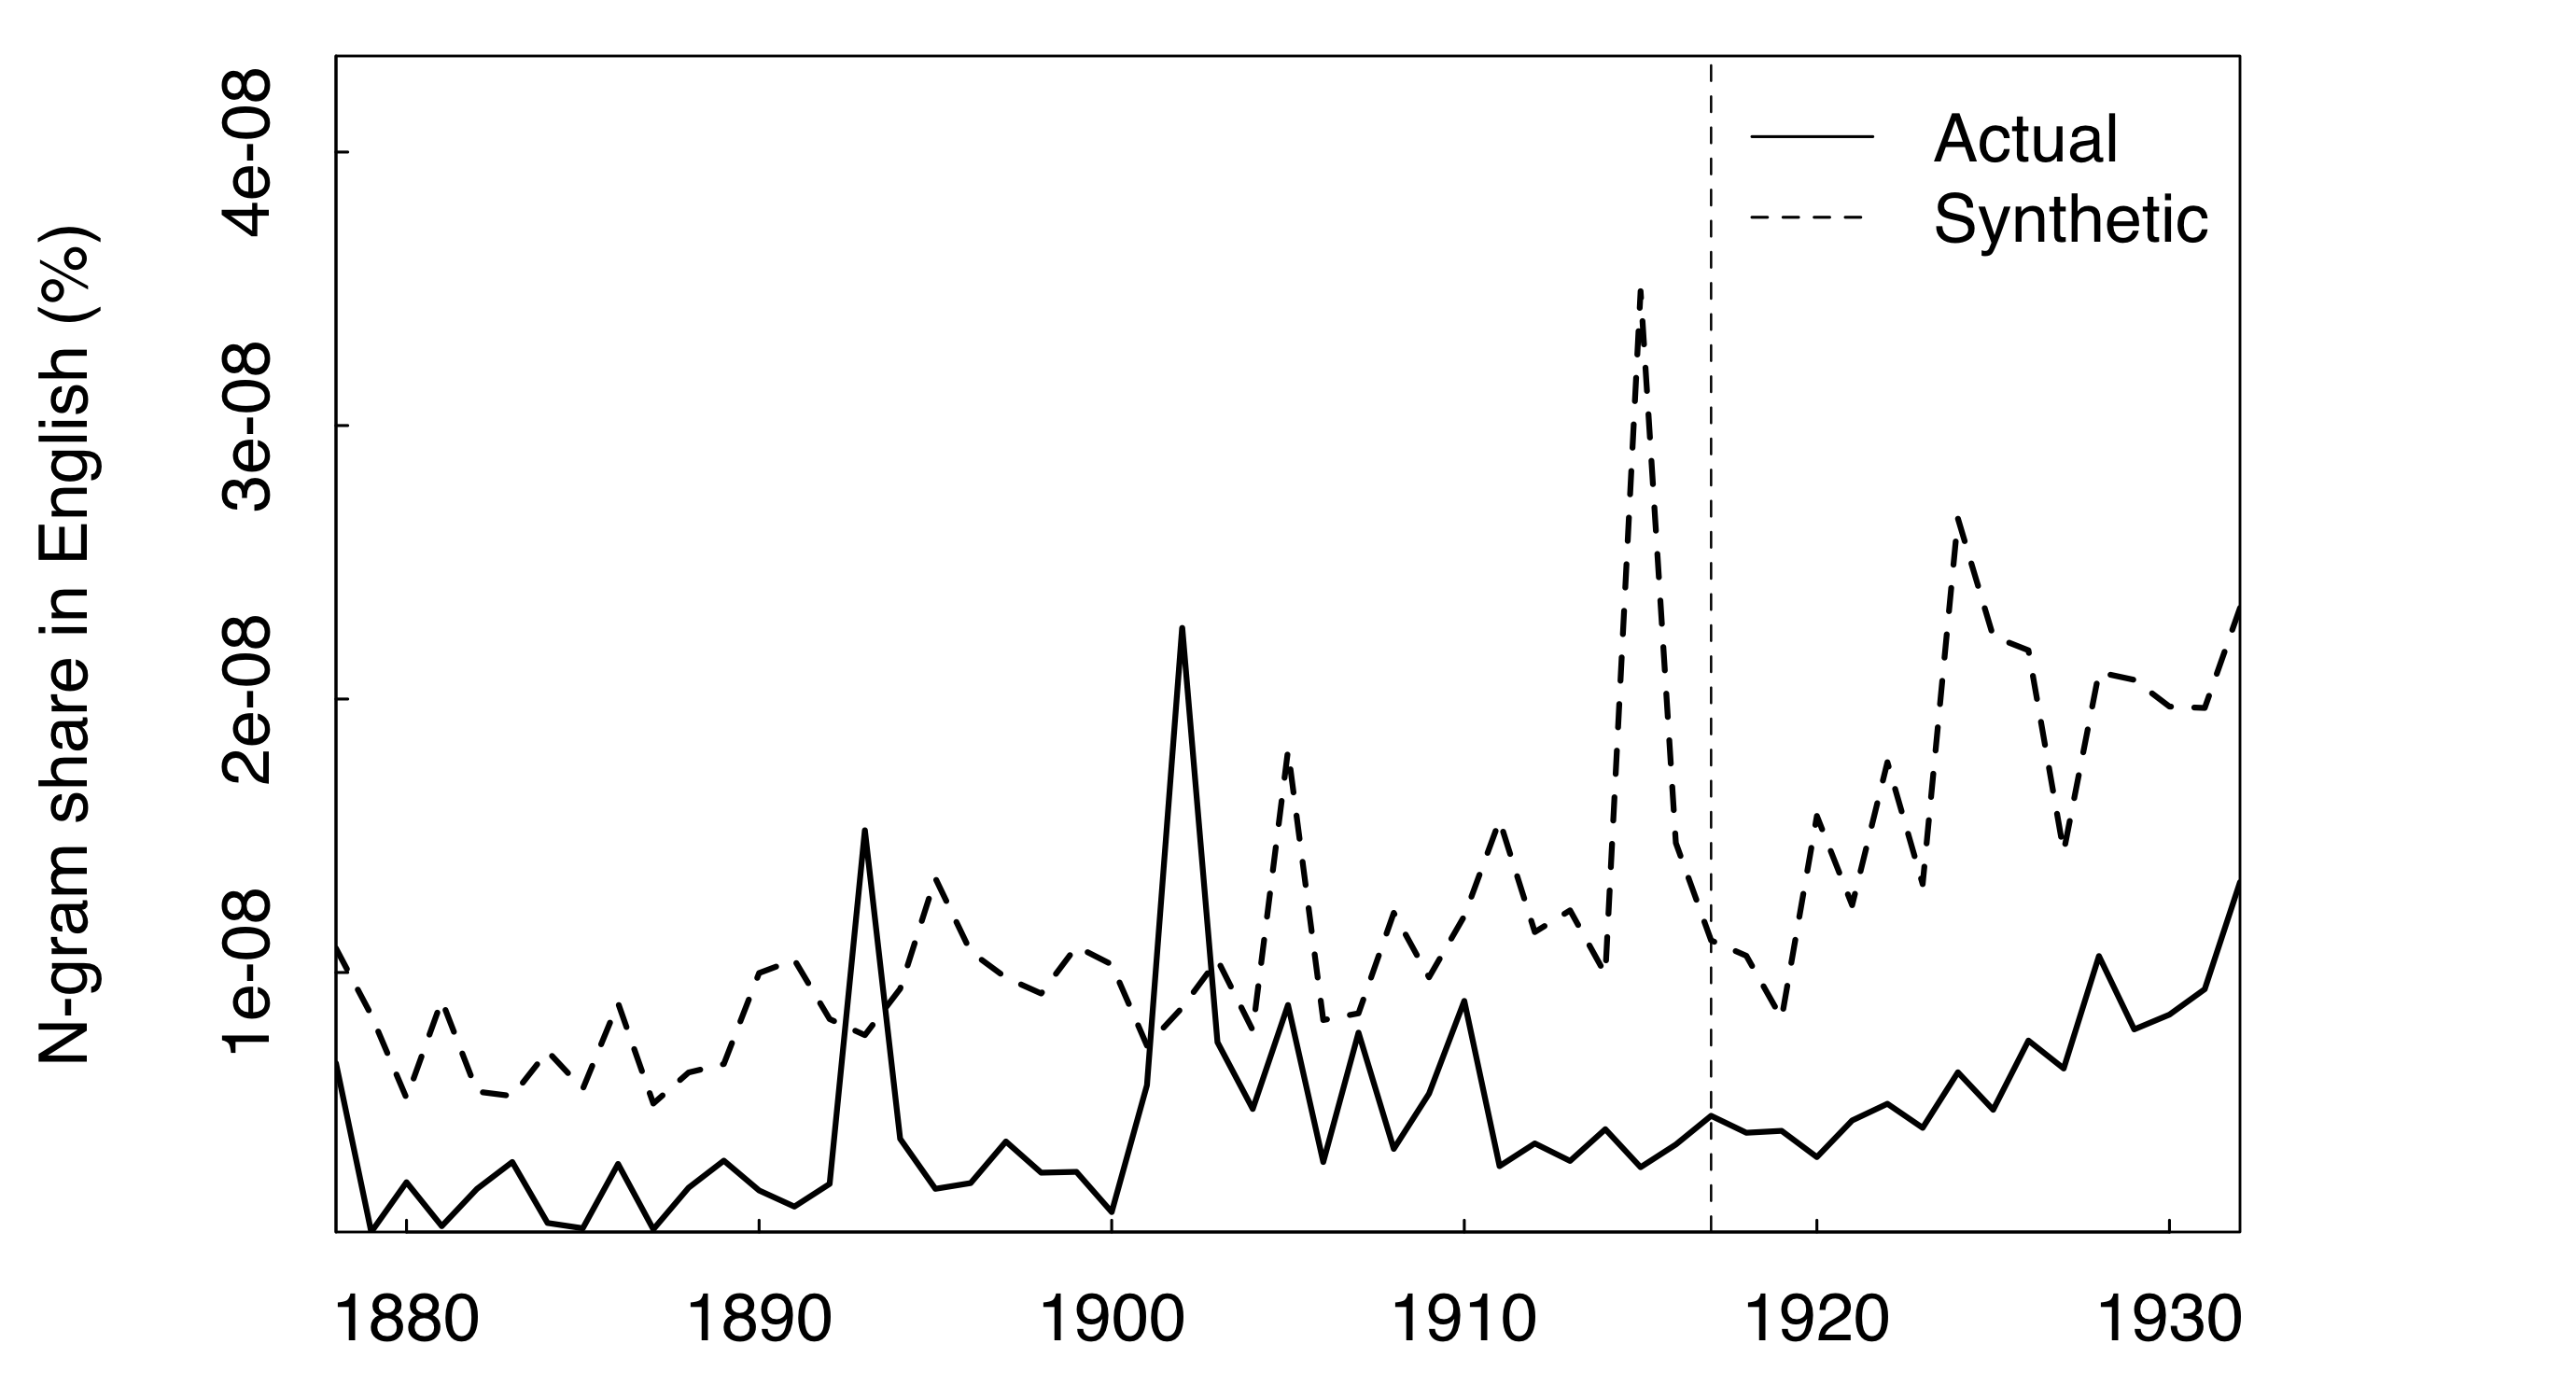 N-gram share in English (%)
4e-08
3e-08
2e-08
1e-08
Actual
Synthetic
1880 1890 1900 1910 1920 1930